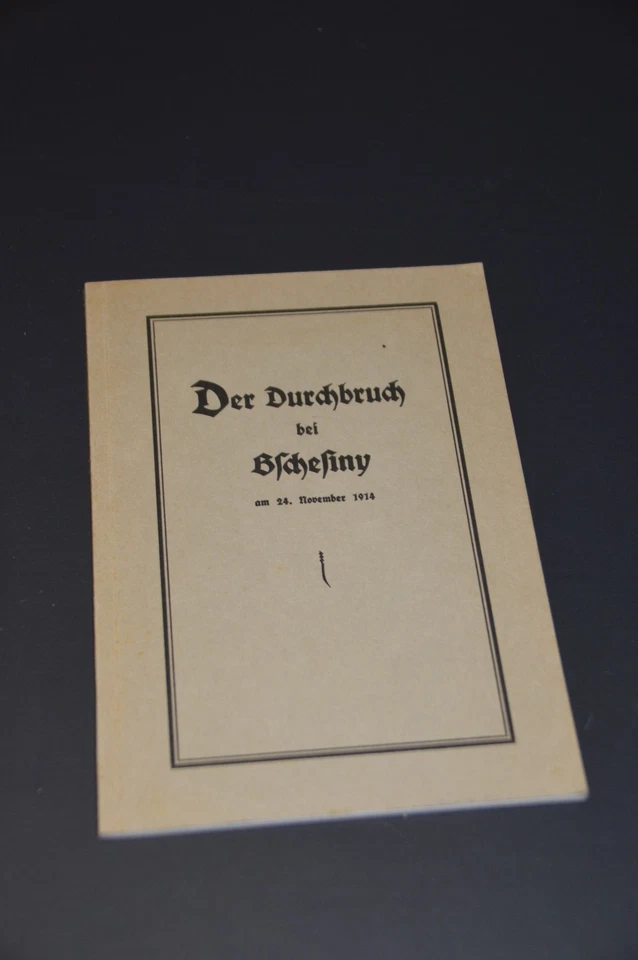 Der Durchbruch
bei
Bſcheſiny
am 24. November 1914